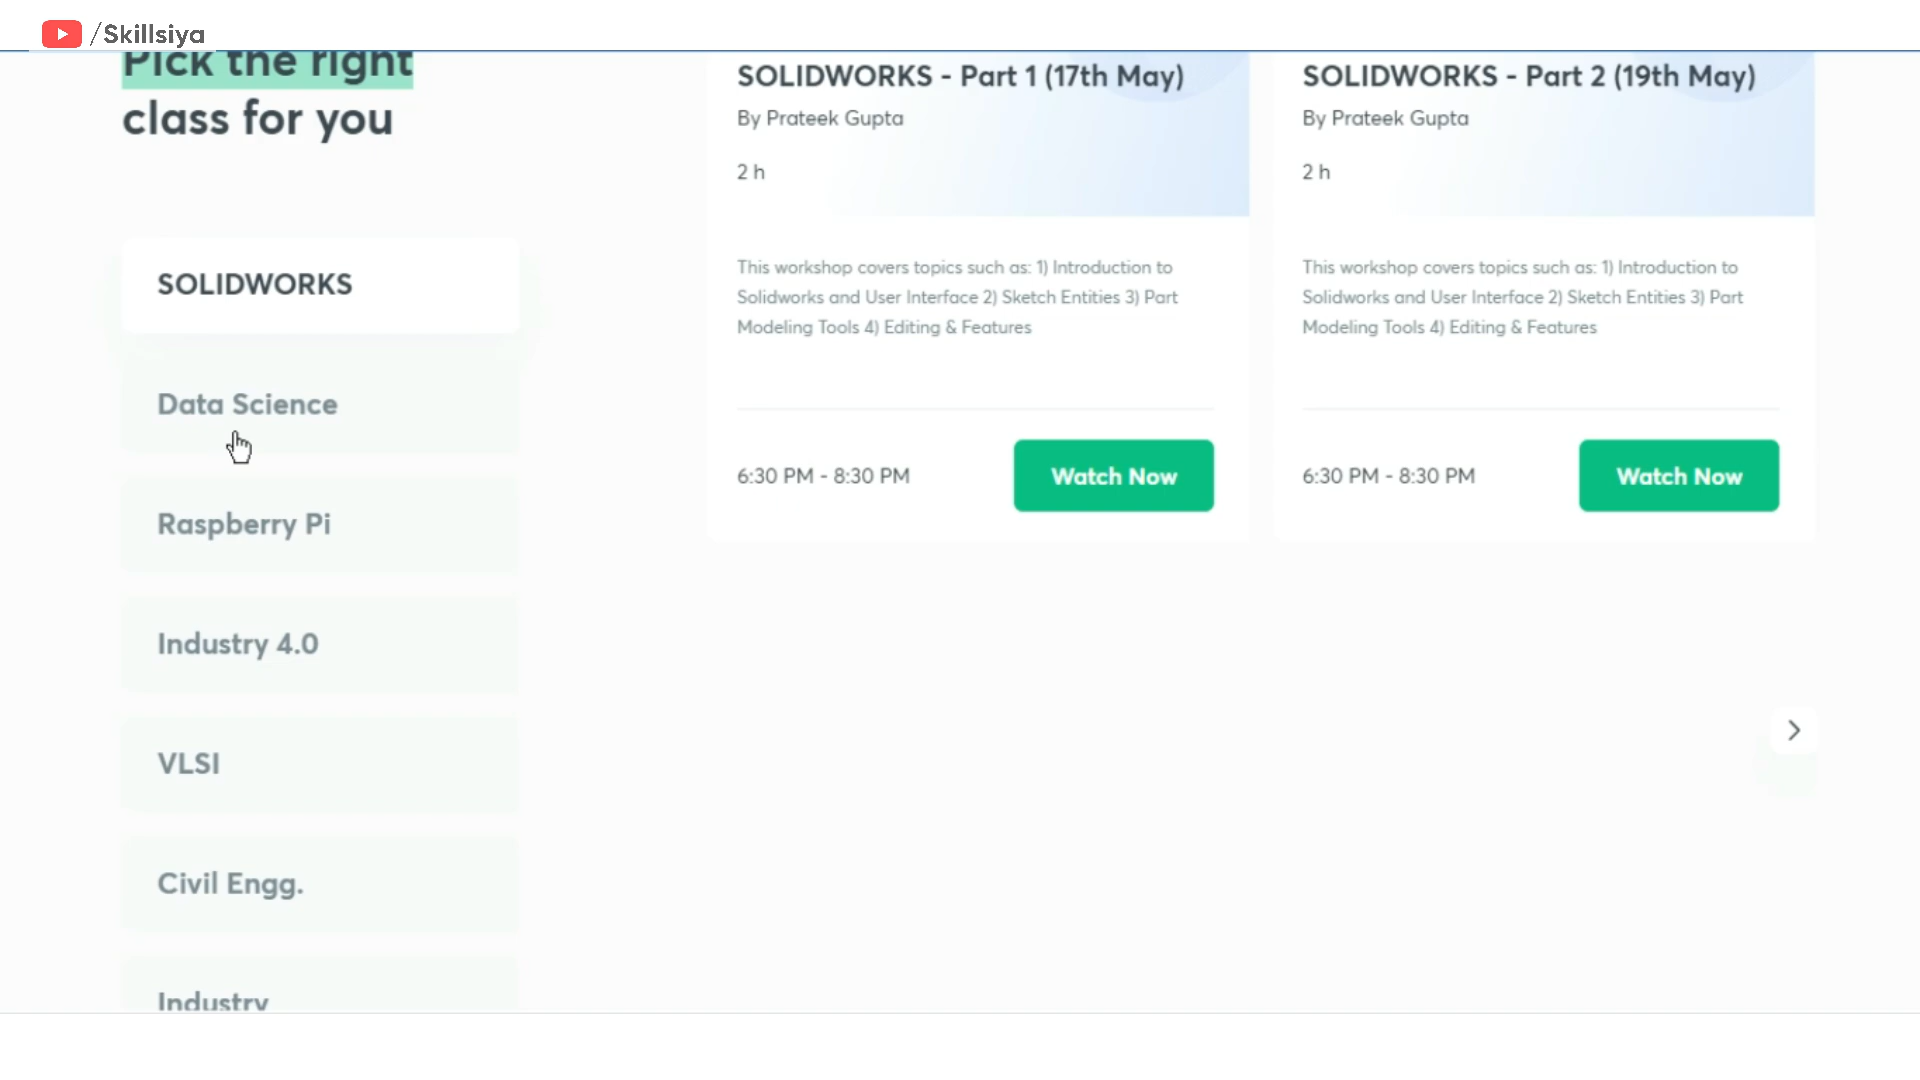 /Skillsiya
Pick the right
class for you
SOLIDWORKS
Data Science
Raspberry Pi
Industry 4.0
VLSI
Civil Engg.
Industry
SOLIDWORKS - Part 1 (17th May)
By Prateek Gupta
2 h
This workshop covers topics such as: 1) Introduction to
Solidworks and User Interface 2) Sketch Entities 3) Part
Modeling Tools 4) Editing & Features
6:30 PM - 8:30 PM
Watch Now
SOLIDWORKS - Part 2 (19th May)
By Prateek Gupta
2 h
This workshop covers topics such as: 1) Introduction to
Solidworks and User Interface 2) Sketch Entities 3) Part
Modeling Tools 4) Editing & Features
6:30 PM - 8:30 PM
Watch Now